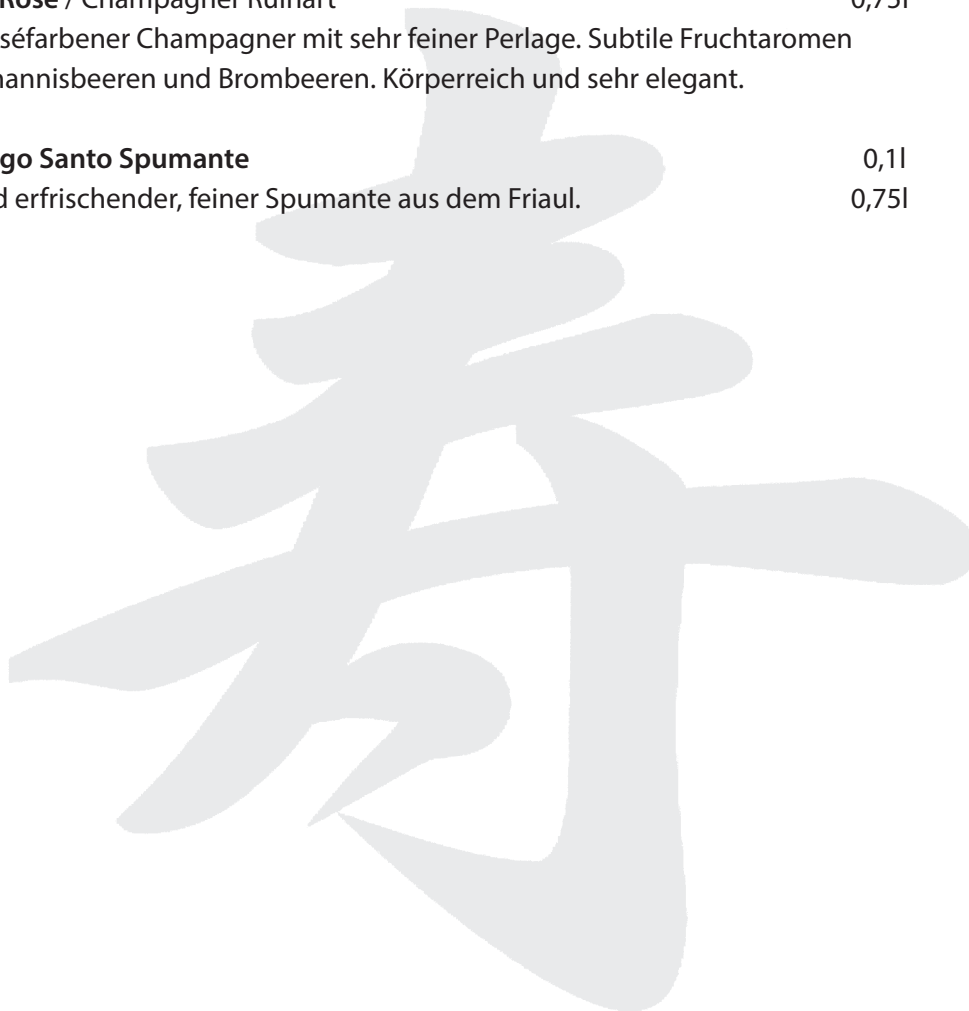 Rosé / Champagner Ruinart 0,75l
séfarbener Champagner mit sehr feiner Perlage. Subtile Fruchtaromen
hannisbeeren und Brombeeren. Körperreich und sehr elegant.
go Santo Spumante 0,1l
d erfrischender, feiner Spumante aus dem Friaul. 0,75l
寿